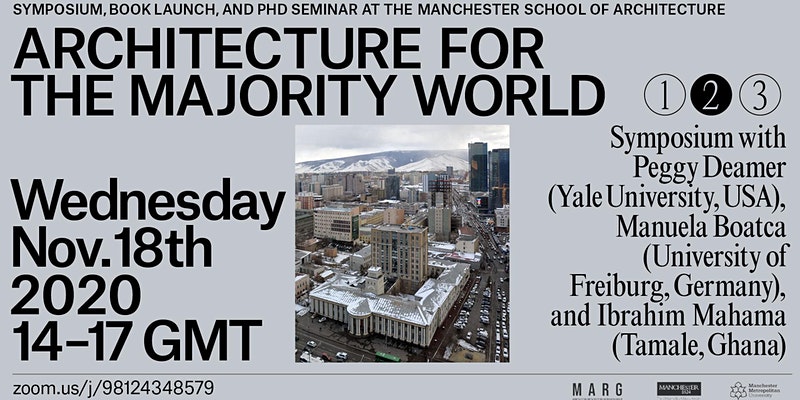 SYMPOSIUM, BOOK LAUNCH, AND PHD SEMINAR AT THE MANCHESTER SCHOOL OF ARCHITECTURE
ARCHITECTURE FOR
THE MAJORITY WORLD
1 2 3
Wednesday
Nov. 18th
2020
14–17 GMT
Symposium with
Peggy Deamer
(Yale University, USA),
Manuela Boatca
(University of
Freiburg, Germany),
and Ibrahim Mahama
(Tamale, Ghana)
zoom.us/j/98124348579
MARG
MANCHESTER
1824
Manchester
Metropolitan
University